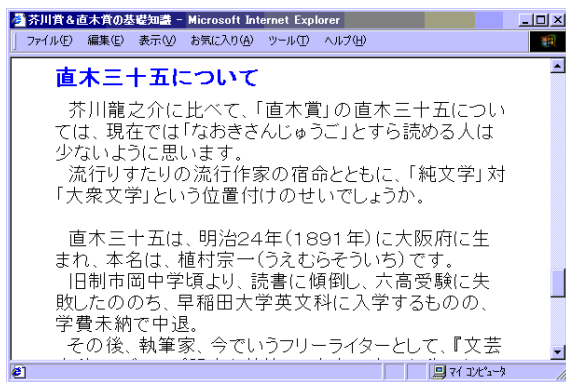 芥川賞&直木賞の基礎知識 - Microsoft Internet Explorer
ファイル(F) 編集(E) 表示(V) お気に入り(A) ツール(T) ヘルプ(H)
直木三十五について
芥川龍之介に比べて、「直木賞」の直木三十五につい
ては、現在では「なおきさんじゅうご」とすら読める人は
少ないように思います。
流行りすたりの流行作家の宿命とともに、「純文学」対
「大衆文学」という位置付けのせいでしょうか。
直木三十五は、明治24年(1891年)に大阪府に生
まれ、本名は、植村宗一(うえむらそういち)です。
旧制市岡中学頃より、読書に傾倒し、六高受験に失
敗したのののち、早稲田大学英文科に入学するものの、
学費未納で中退。
その後、執筆家、今でいうフリーライターとして、『文芸
マイ コンピュータ